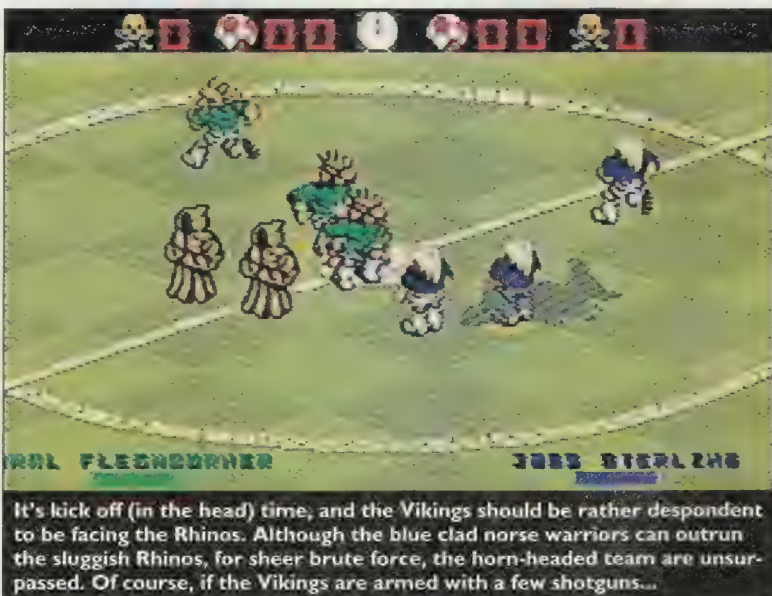 It's kick off (in the head) time, and the Vikings should be rather despondent
to be facing the Rhinos. Although the blue clad norse warriors can outrun
the sluggish Rhinos, for sheer brute force, the horn-headed team are unsur-
passed. Of course, if the Vikings are armed with a few shotguns...